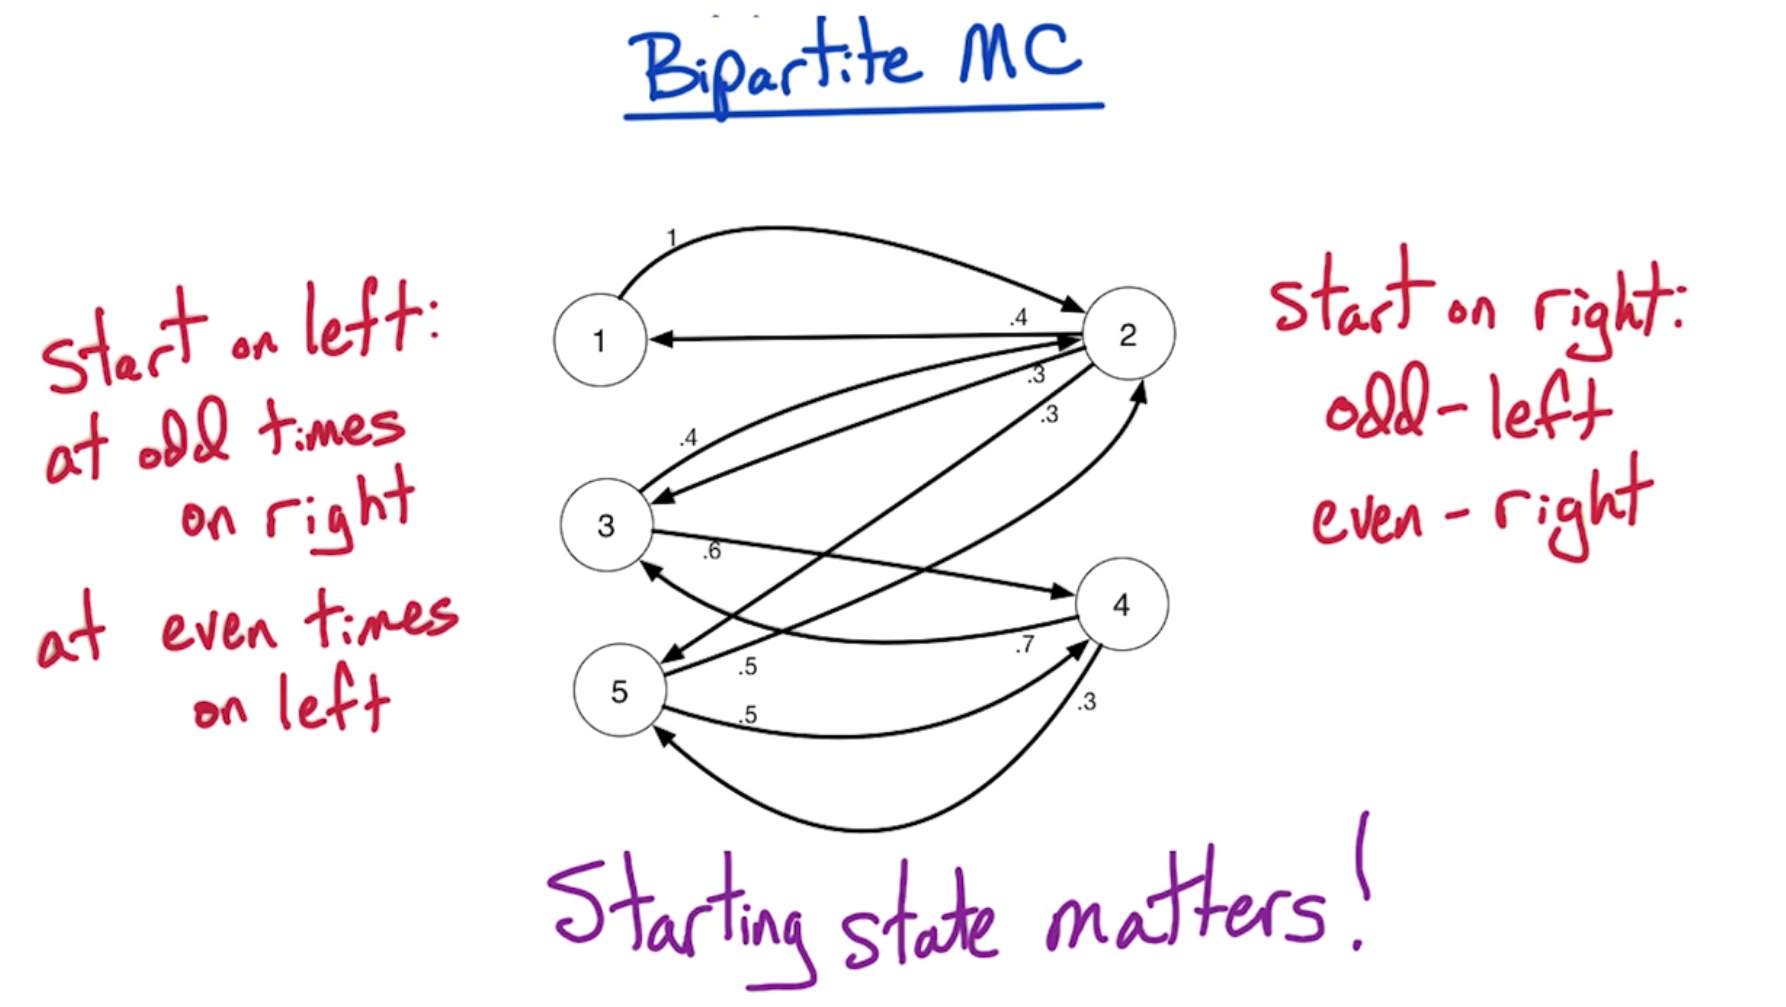 Bipartite MC
Start on left:
at odd times
on right
at even times
on left
1
1
.4
2
.3
.3
.4
3
.6
4
.7
5
.5
.5
.3
Start on right:
odd - left
even - right
Starting state matters!